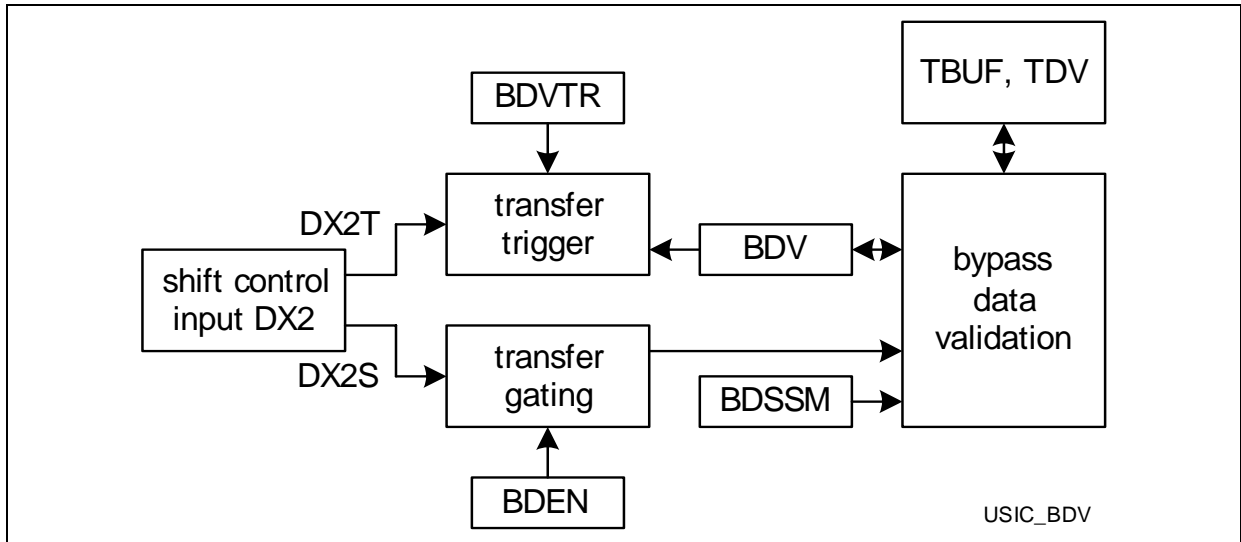 BDVTR
TBUF, TDV
DX2T
transfer
trigger
BDV
shift control
input DX2
bypass
data
validation
DX2S
transfer
gating
BDSSM
BDEN
USIC_BDV